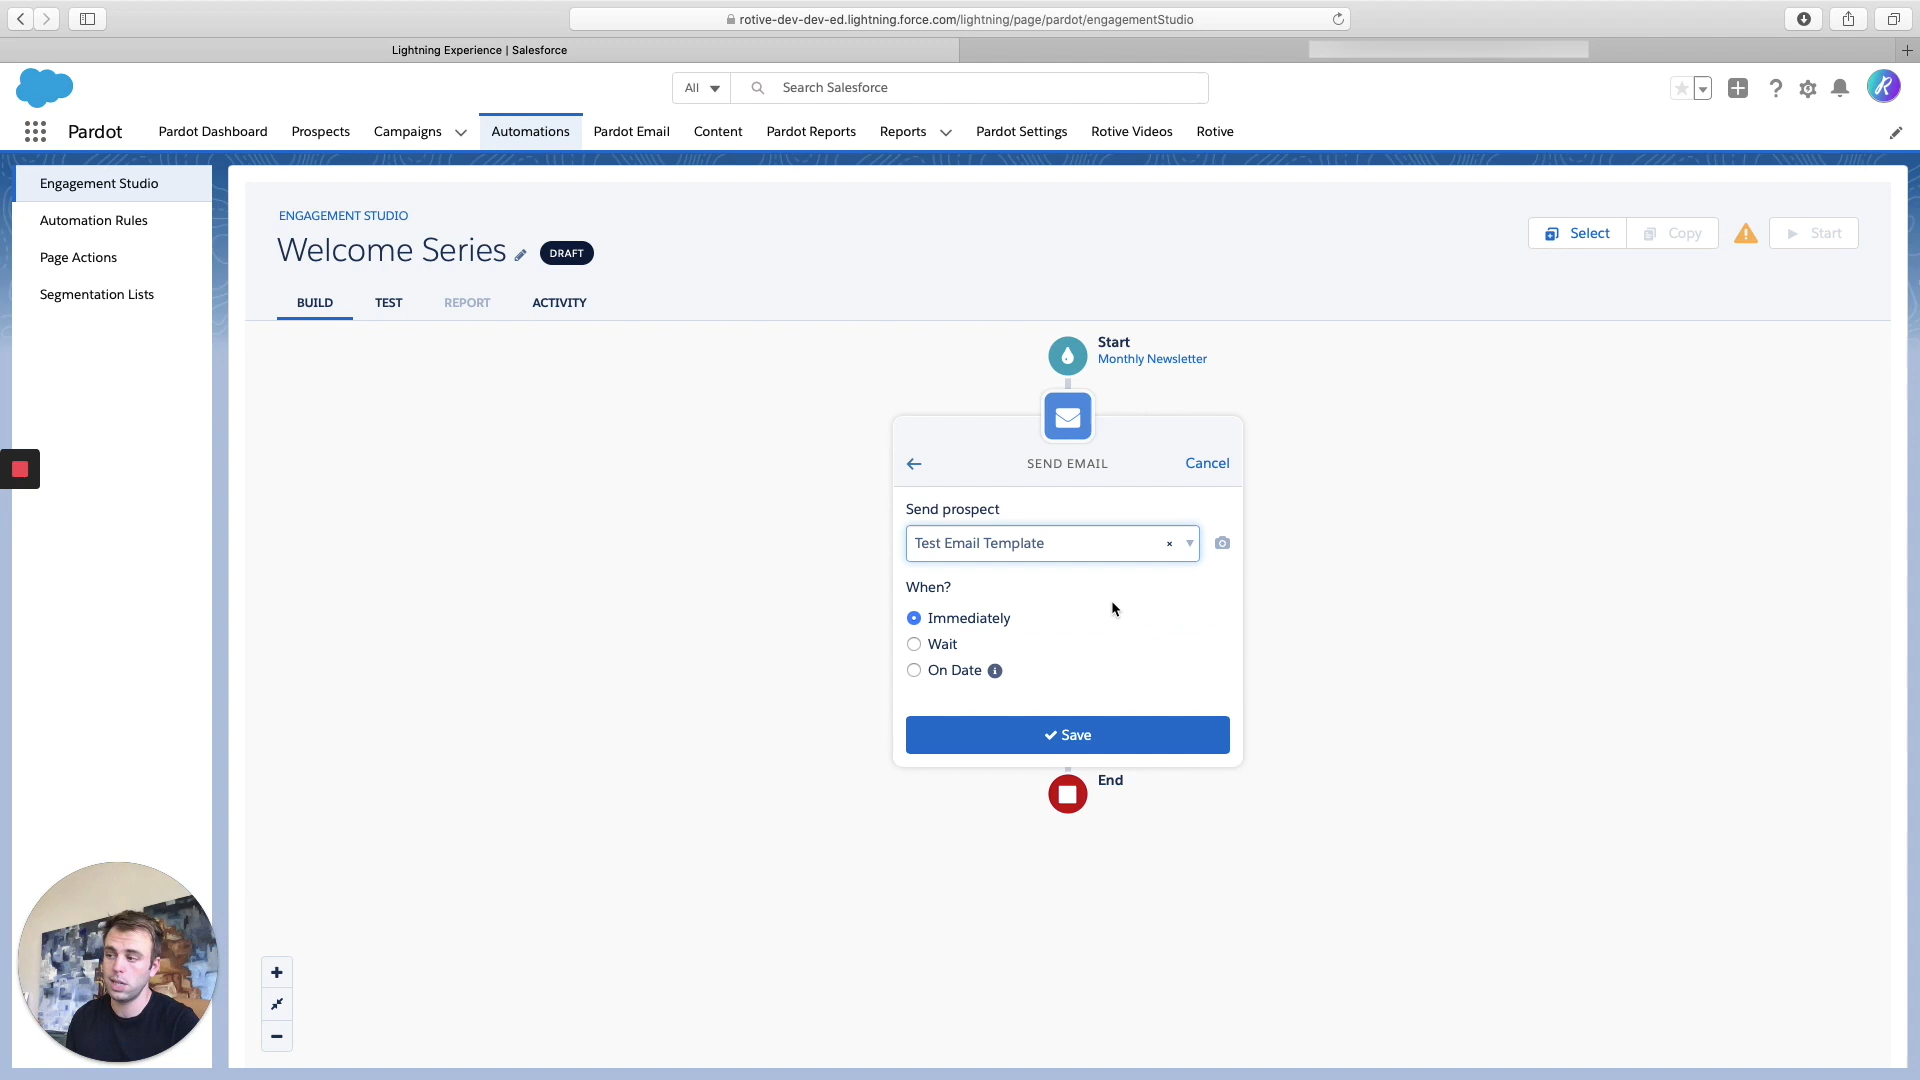 rotive-dev-dev-ed.lightning.force.com/lightning/page/pardot/engagementStudio
Lightning Experience | Salesforce
All
Search Salesforce
Pardot
Pardot Dashboard
Prospects
Campaigns
Automations
Pardot Email
Content
Pardot Reports
Reports
Pardot Settings
Rotive Videos
Rotive
Engagement Studio
Automation Rules
Page Actions
Segmentation Lists
ENGAGEMENT STUDIO
Welcome Series
DRAFT
Select
Copy
Start
BUILD
TEST
REPORT
ACTIVITY
Start
Monthly Newsletter
SEND EMAIL
Cancel
Send prospect
Test Email Template
When?
Immediately
Wait
On Date
Save
End